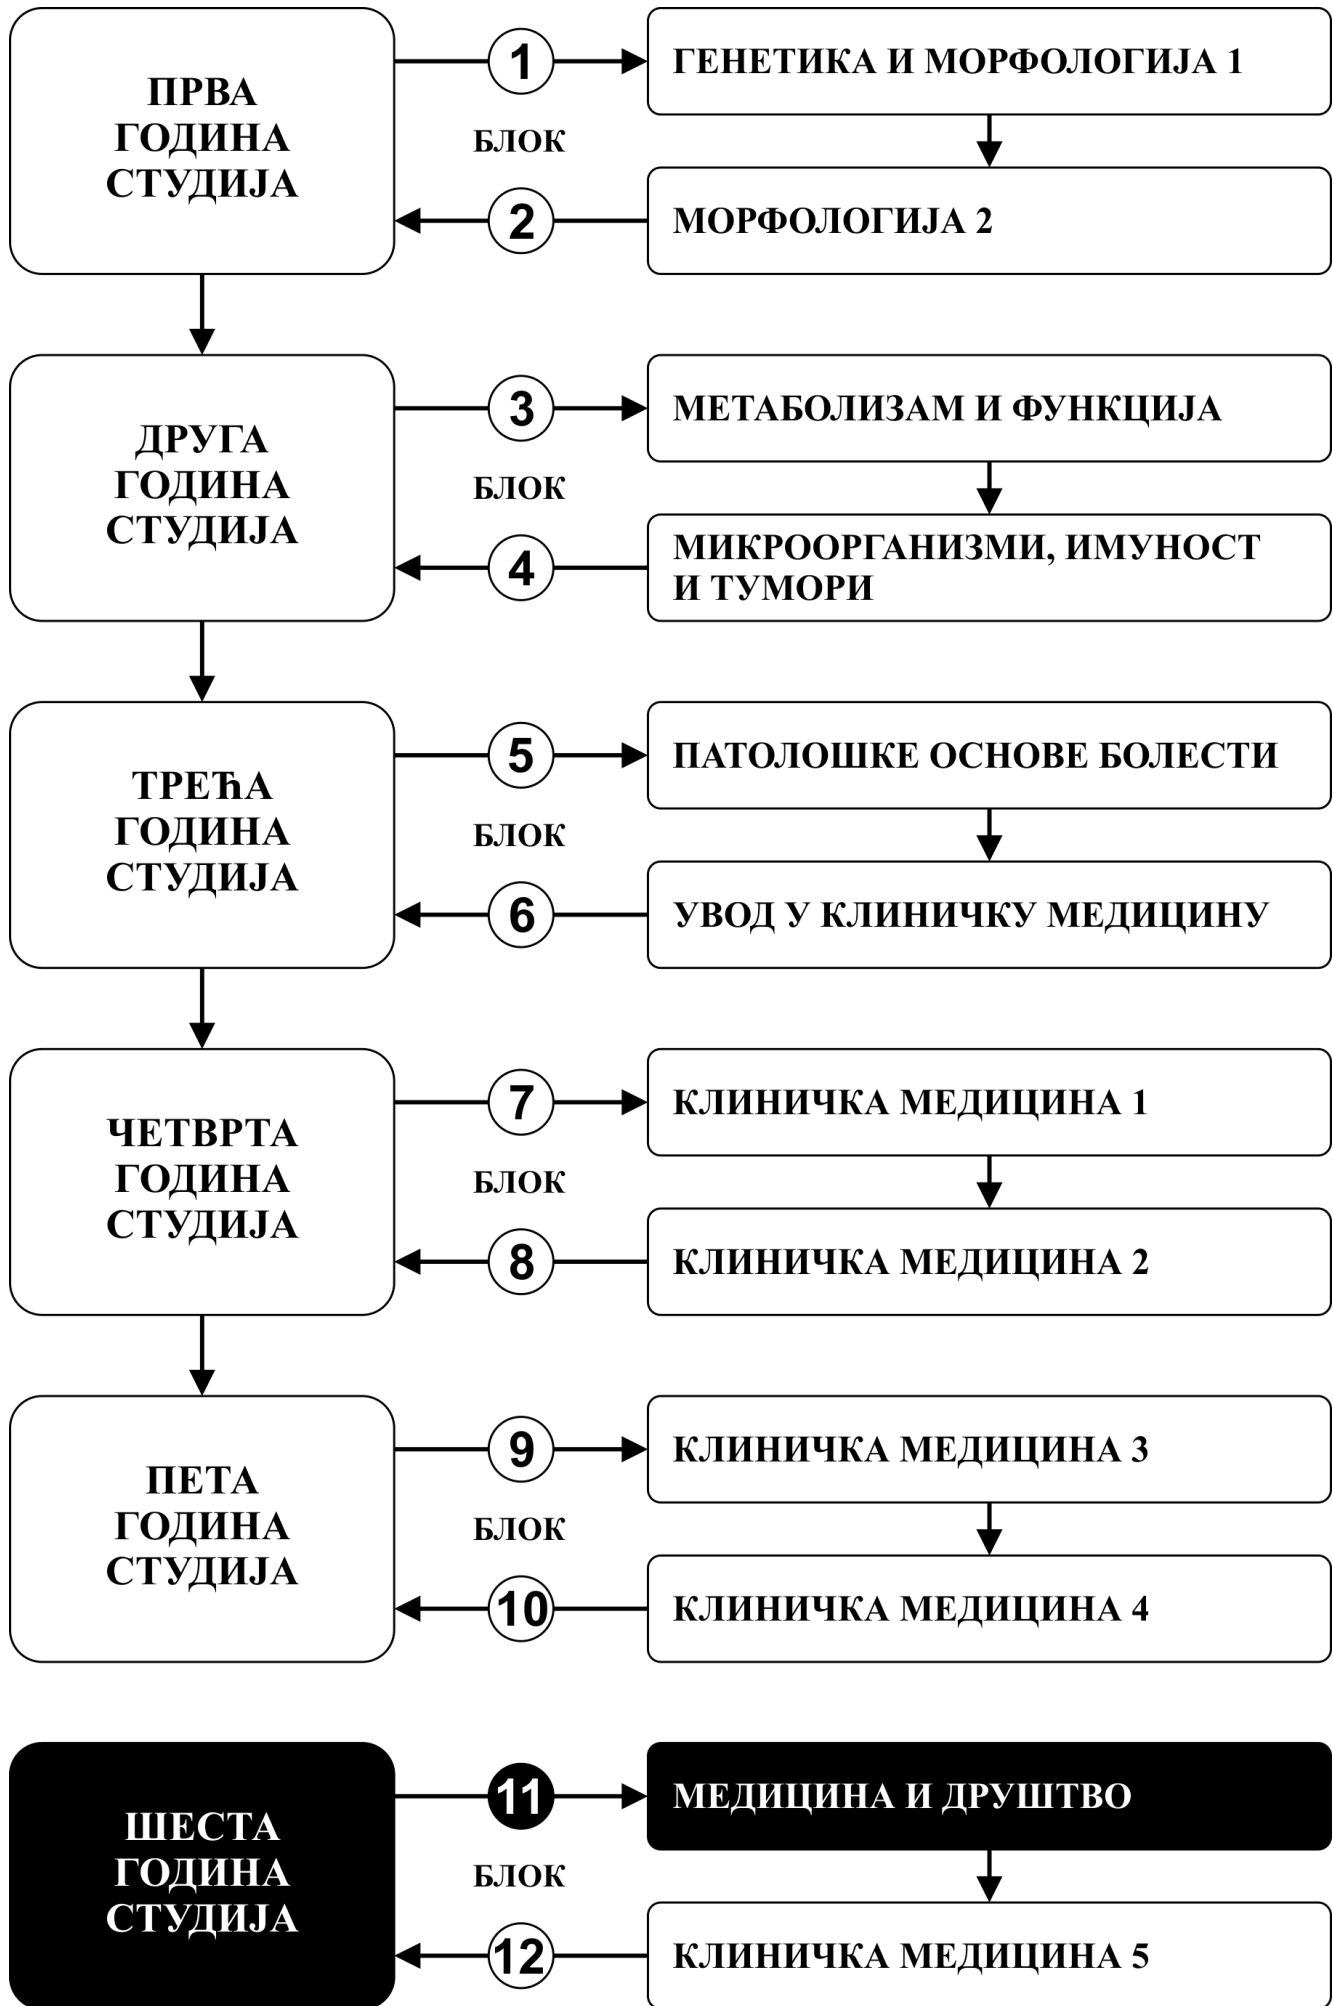 ПРВА
ГОДИНА
СТУДИЈА
1
БЛОК
2
ГЕНЕТИКА И МОРФОЛОГИЈА 1
МОРФОЛОГИЈА 2
ДРУГА
ГОДИНА
СТУДИЈА
3
БЛОК
4
МЕТАБОЛИЗАМ И ФУНКЦИЈА
МИКРООРГАНИЗМИ, ИМУНОСТ
И ТУМОРИ
ТРЕЋА
ГОДИНА
СТУДИЈА
5
БЛОК
6
ПАТОЛОШКЕ ОСНОВЕ БОЛЕСТИ
УВОД У КЛИНИЧКУ МЕДИЦИНУ
ЧЕТВРТА
ГОДИНА
СТУДИЈА
7
БЛОК
8
КЛИНИЧКА МЕДИЦИНА 1
КЛИНИЧКА МЕДИЦИНА 2
ПЕТА
ГОДИНА
СТУДИЈА
9
БЛОК
10
КЛИНИЧКА МЕДИЦИНА 3
КЛИНИЧКА МЕДИЦИНА 4
ШЕСТА
ГОДИНА
СТУДИЈА
11
БЛОК
12
МЕДИЦИНА И ДРУШТВО
КЛИНИЧКА МЕДИЦИНА 5